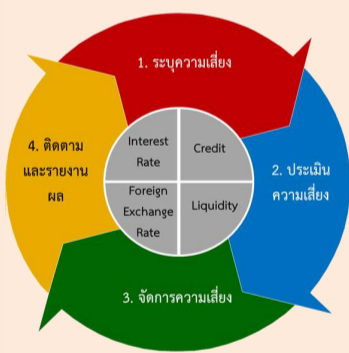 1. ระบุความเสี่ยง
2. ประเมิน
ความเสี่ยง
3. จัดการความเสี่ยง
4. ติดตาม
และรายงาน
ผล
Interest
Rate
Credit
Foreign
Exchange
Rate
Liquidity